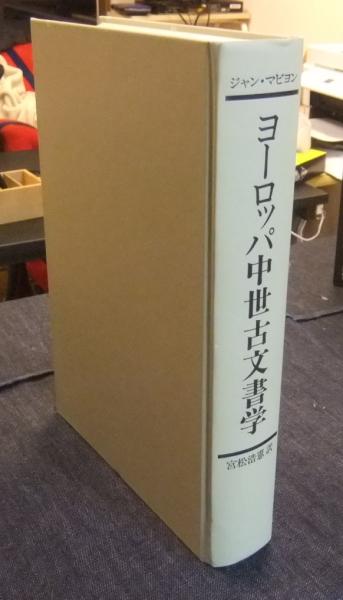 ジャン・マビヨン
ヨーロッパ中世古文書学
宮松浩憲 訳